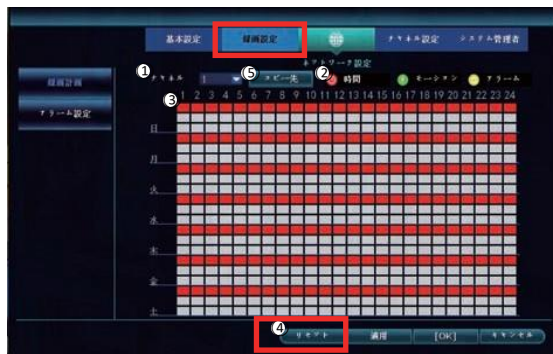 基本設定 録画設定 チャネル設定 システム管理者
ネットワーク設定
録画計画
アラーム設定
① チャネル 1 ⑤ コピー先 ② 時間 モーション アラーム
③ 1 2 3 4 5 6 7 8 9 10 11 12 13 14 15 16 17 18 19 20 21 22 23 24
日
月
火
水
木
金
土
④ リセット 適用 [OK] キャンセル